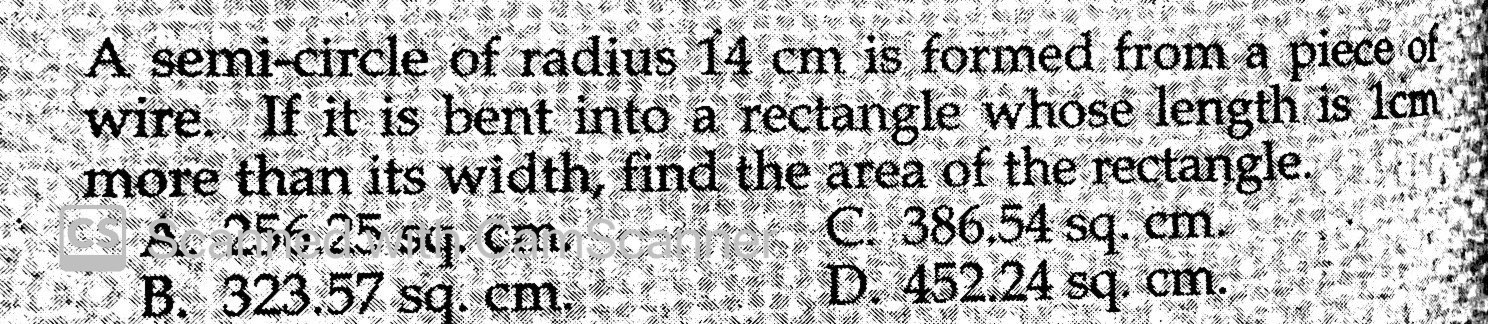 A semi-circle of radius 14 cm is formed from a piece of
wire. If it is bent into a rectangle whose length is 1cm
more than its width, find the area of the rectangle.
A. 256.25 sq. cm. C. 386.54 sq. cm.
B. 323.57 sq. cm. D. 452.24 sq. cm.
CS Scanned with CamScanner